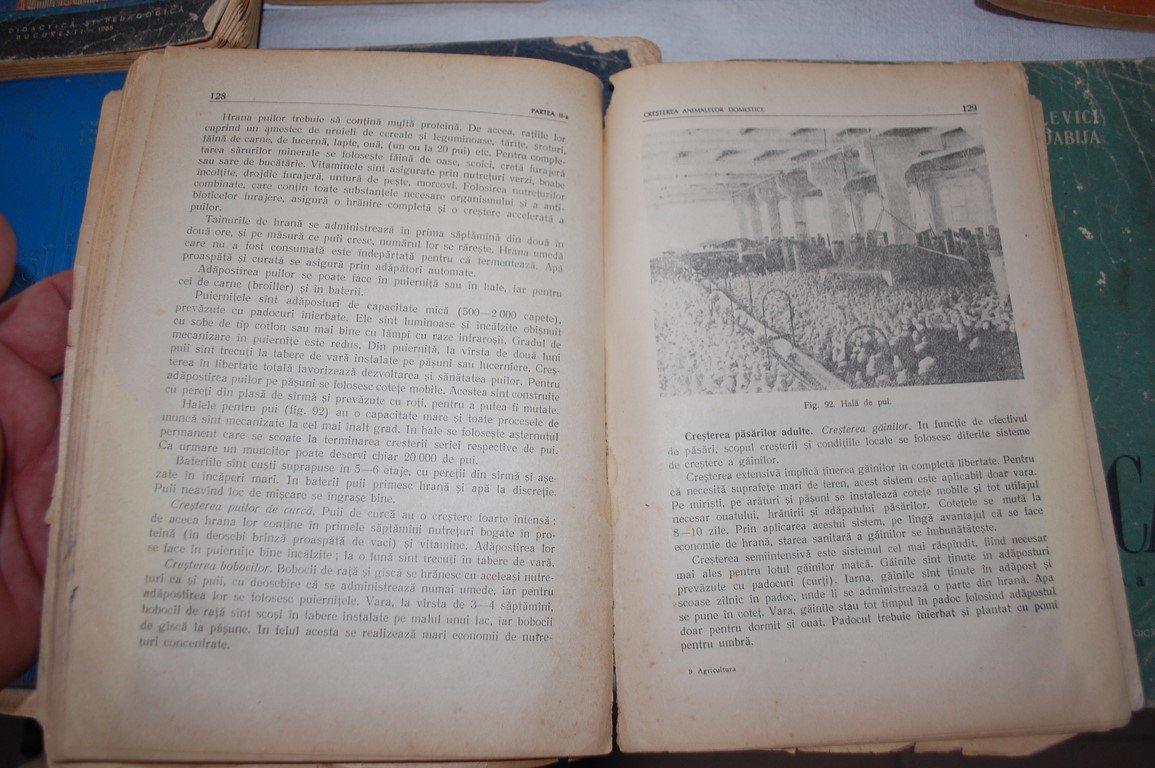 DIDACTICĂ ȘI PEDAGOGICĂ
BUCUREȘTI — 1965
LEVICI
DABIJA
128
PARTEA II-a
Hrana puilor trebuie să conțină multă proteină. De aceea, rațiile lor
cuprind un amestec de uruieli de cereale și leguminoase, tărîțe, șroturi,
făină de carne, de lucernă, lapte, ouă, (un ou la 20 pui) etc. Pentru comple-
tarea sărurilor minerale se folosește făină de oase, scoici, cretă furajeră
sau sare de bucătărie. Vitaminele sînt asigurate prin nutrețuri verzi, boabe
încolțite, drojdie furajeră, untură de pește, morcovi. Folosirea nutrețurilor
combinate, care conțin toate substanțele necesare organismului și a anti-
bioticelor furajere, asigură o hrănire completă și o creștere accelerată a
puilor.
Tainurile de hrană se administrează în prima săptămînă din două în
două ore, și pe măsură ce puii cresc, numărul lor se rărește. Hrana umedă
care nu a fost consumată este îndepărtată pentru că fermentează. Apă
proaspătă și curată se asigură prin adăpători automate.
Adăpostirea puilor se poate face în puierniță sau în hale, iar pentru
cei de carne (broiller) și în baterii.
Puiernițele sînt adăposturi de capacitate mică (500—2 000 capete),
prevăzute cu padocuri înierbate. Ele sînt luminoase și încălzite obișnuit
cu sobe de tip cotlon sau mai bine cu lămpi cu raze infraroșii. Gradul de
mecanizare în puiernițe este redus. Din puierniță, la vîrsta de două luni
puii sînt trecuți la tabere de vară instalate pe pășuni sau lucerniere. Creș-
terea în libertate totală favorizează dezvoltarea și sănătatea puilor. Pentru
adăpostirea puilor pe pășuni se folosesc cotețe mobile. Acestea sînt construite
cu pereți din plasă de sîrmă și prevăzute cu roți, pentru a putea fi mutate.
Halele pentru pui (fig. 92) au o capacitate mare și toate procesele de
muncă sînt mecanizate la cel mai înalt grad. În hale se folosește așternutul
permanent care se scoate la terminarea creșterii seriei respective de pui.
Ca urmare un muncitor poate deservi chiar 20 000 de pui.
Bateriile sînt cuști suprapuse în 5—6 etaje, cu pereții din sîrmă și așe-
zate în încăperi mari. În baterii puii primesc hrană și apă la discreție.
Puii neavînd loc de mișcare se îngrașe bine.
Creșterea puilor de curcă. Puii de curcă au o creștere foarte intensă;
de aceea hrana lor conține în primele săptămîni nutrețuri bogate în pro-
teină (în deosebi brînză proaspătă de vaci) și vitamine. Adăpostirea lor
se face în puiernițe bine încălzite; la o lună sînt trecuți în tabere de vară.
Creșterea bobocilor. Bobocii de rață și gîscă se hrănesc cu aceleași nutre-
țuri ca și puii, cu deosebire că se administrează numai umede, iar pentru
adăpostirea lor se folosesc puiernițele. Vara, la vîrsta de 3—4 săptămîni,
bobocii de rață sînt scoși în tabere instalate pe malul unui lac, iar bobocii
de gîscă la pășune. În felul acesta se realizează mari economii de nutre-
țuri concentrate.
CREȘTEREA ANIMALELOR DOMESTICE
129
Fig. 92. Hală de pui.
Creșterea păsărilor adulte. Creșterea găinilor. În funcție de efectivul
de păsări, scopul creșterii și condițiile locale se folosesc diferite sisteme
de creștere a găinilor.
Creșterea extensivă implică ținerea găinilor în completă libertate. Pentru
că necesită suprafețe mari de teren, acest sistem este aplicabil doar vara.
Pe miriști, pe arături și pășuni se instalează cotețe mobile și tot utilajul
necesar ouatului, hrănirii și adăpatului păsărilor. Cotețele se mută la
8—10 zile. Prin aplicarea acestui sistem, pe lîngă avantajul că se face
economie de hrană, starea sanitară a găinilor se îmbunătățește.
Creșterea semiintensivă este sistemul cel mai răspîndit, fiind necesar
mai ales pentru lotul găinilor matcă. Găinile sînt ținute în adăposturi
prevăzute cu padocuri (curți). Iarna, găinile sînt ținute în adăpost și
scoase zilnic în padoc, unde li se administrează o parte din hrană. Apa
se pune în coteț. Vara, găinile stau tot timpul în padoc folosind adăpostul
doar pentru dormit și ouat. Padocul trebuie înierbat și plantat cu pomi
pentru umbră.
9 Agricultura